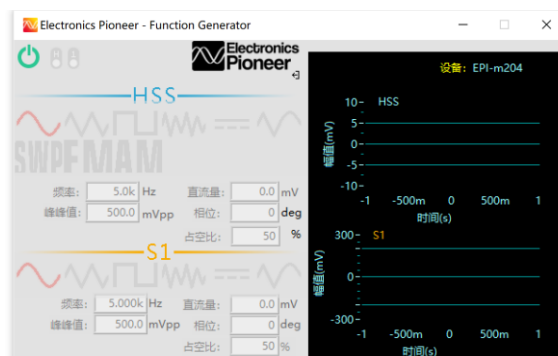 Electronics Pioneer - Function Generator
Electronics
Pioneer
设备: EPI-m204
HSS
SWPF MAM
频率: 5.0k Hz 直流量: 0.0 mV
峰峰值: 500.0 mVpp 相位: 0 deg
占空比: 50 %
S1
频率: 5.000k Hz 直流量: 0.0 mV
峰峰值: 500.0 mVpp 相位: 0 deg
占空比: 50 %
HSS
幅值(mV)
10
5
0
-5
-10
-1 -500m 0 500m 1
时间(s)
S1
幅值(mV)
300
0
-300
-1 -500m 0 500m 1
时间(s)